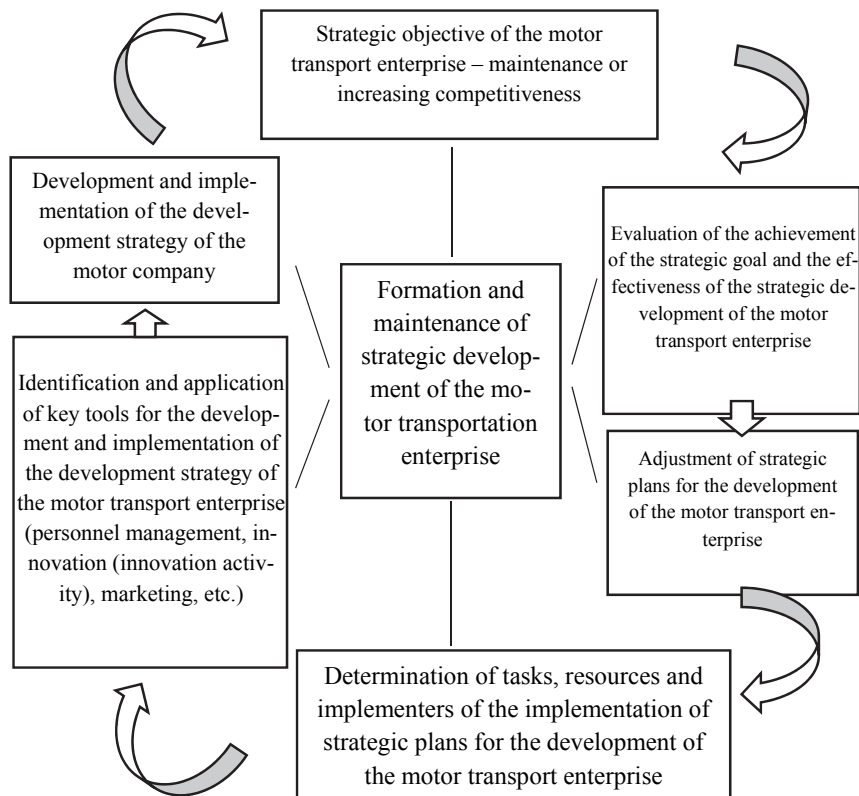 Strategic objective of the motor
transport enterprise – maintenance or
increasing competitiveness
Development and imple-
mentation of the devel-
opment strategy of the
motor company
Evaluation of the achievement
of the strategic goal and the ef-
fectiveness of the strategic de-
velopment of the motor
transport enterprise
Formation and
maintenance of
strategic develop-
ment of the mo-
tor transportation
enterprise
Identification and application
of key tools for the develop-
ment and implementation of
the development strategy of
the motor transport enterprise
(personnel management, in-
novation (innovation activ-
ity), marketing, etc.)
Adjustment of strategic
plans for the development
of the motor transport en-
terprise
Determination of tasks, resources and
implementers of the implementation of
strategic plans for the development of
the motor transport enterprise